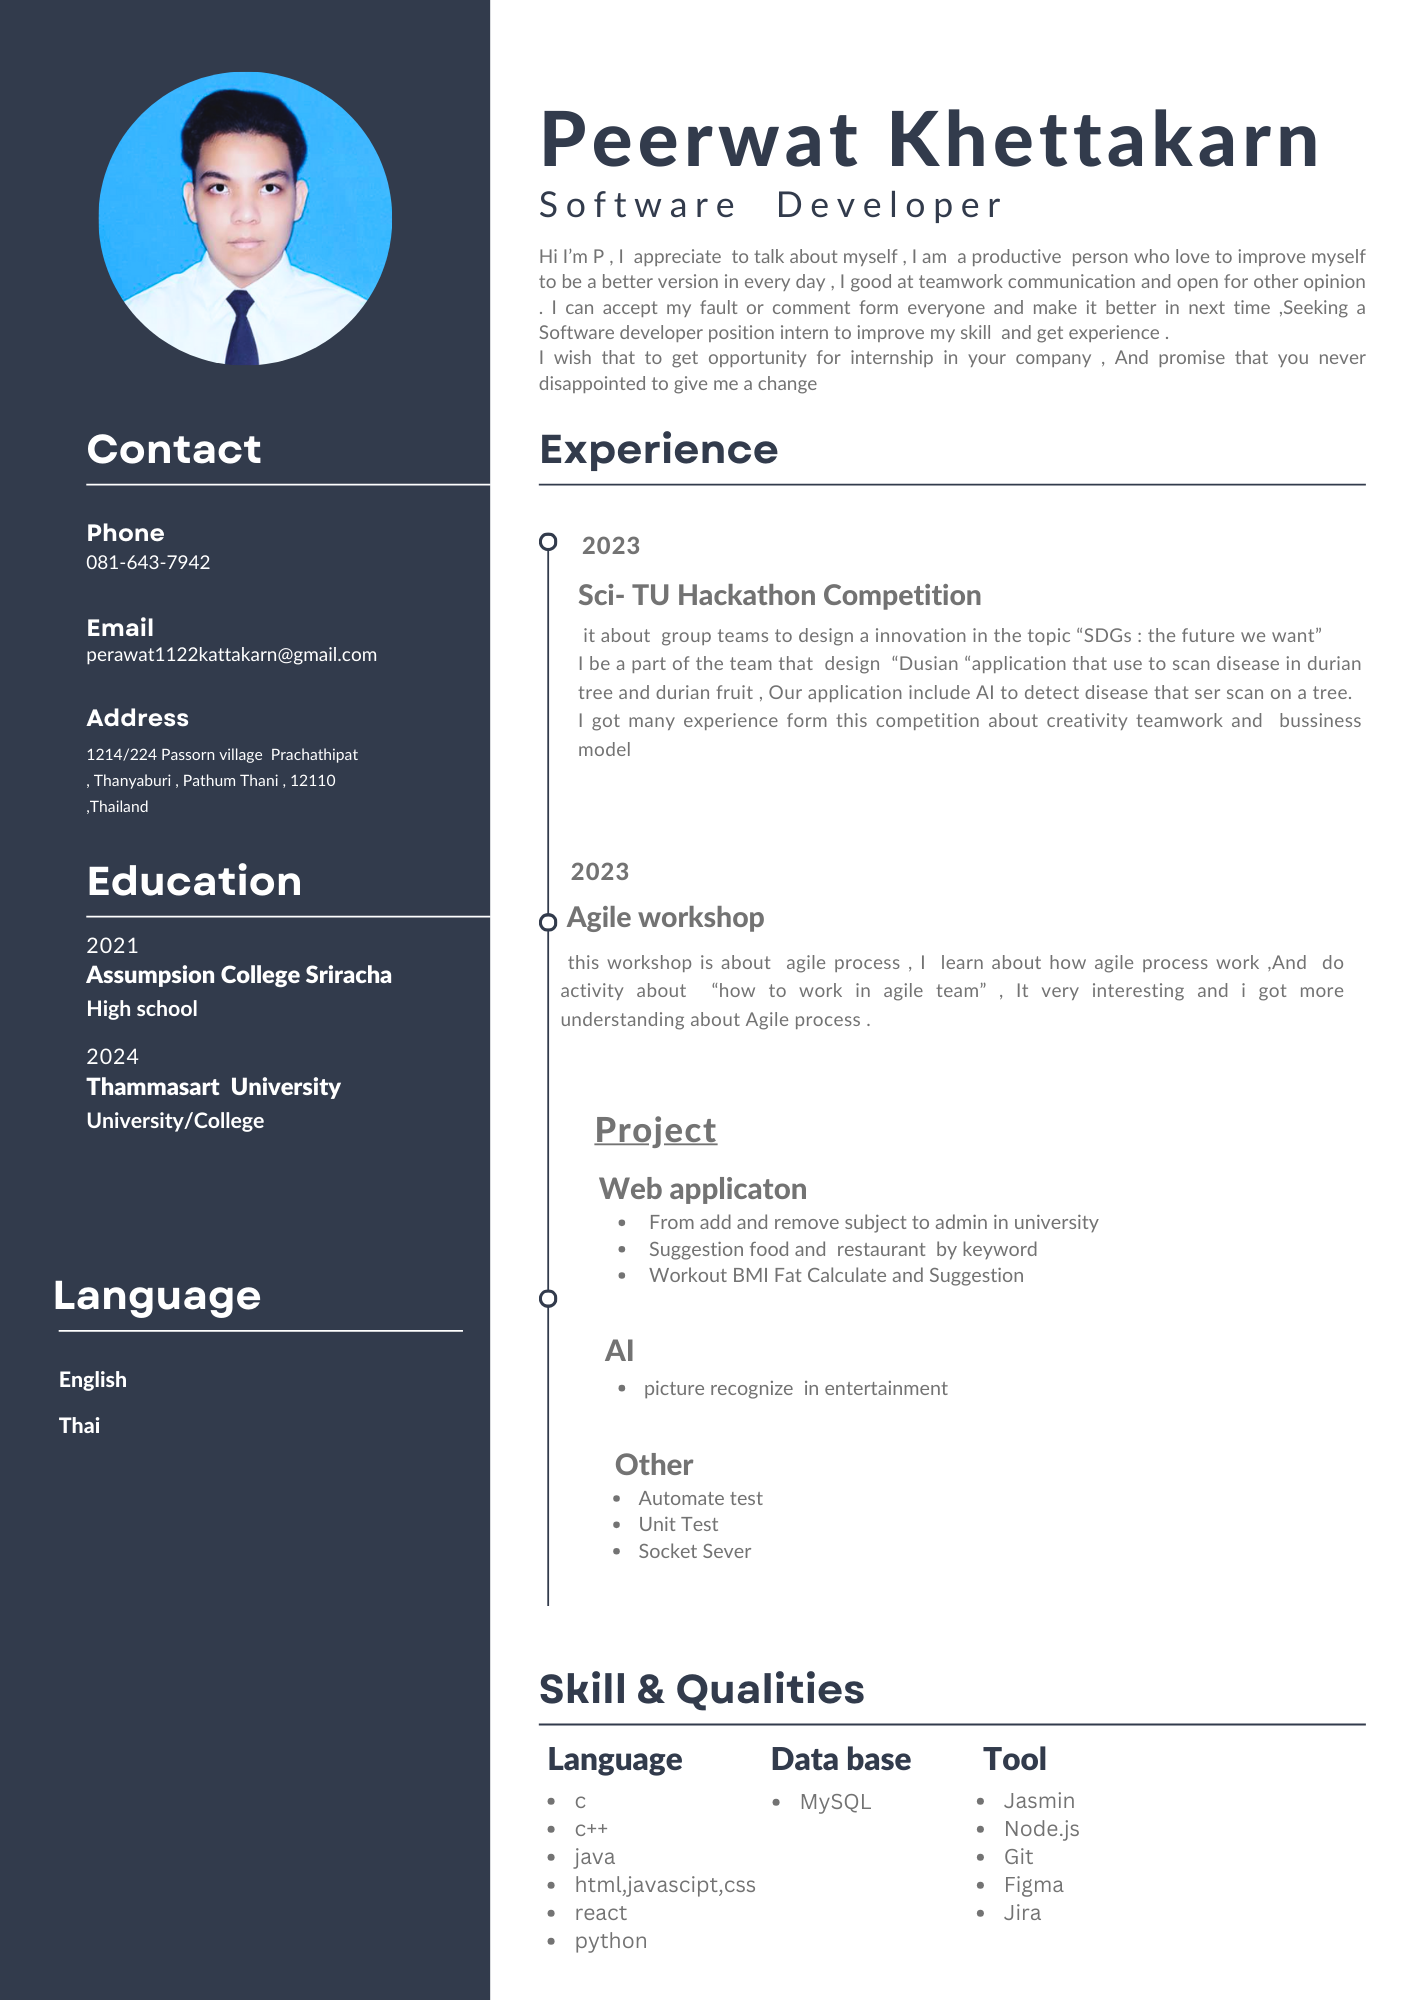 Peerwat Khettakarn
Software Developer
Hi I'm P , I appreciate to talk about myself , I am a productive person who love to improve myself
to be a better version in every day , I good at teamwork communication and open for other opinion
. I can accept my fault or comment form everyone and make it better in next time ,Seeking a
Software developer position intern to improve my skill and get experience .
I wish that to get opportunity for internship in your company , And promise that you never
disappointed to give me a change
Contact
Phone
081-643-7942
Email
perawat1122kattakarn@gmail.com
Address
1214/224 Passorn village Prachathipat
, Thanyaburi , Pathum Thani , 12110
,Thailand
Education
2021
Assumpsion College Sriracha
High school
2024
Thammasart University
University/College
Language
English
Thai
Experience
2023
Sci- TU Hackathon Competition
it about group teams to design a innovation in the topic “SDGs : the future we want”
I be a part of the team that design “Dusian “application that use to scan disease in durian
tree and durian fruit , Our application include AI to detect disease that ser scan on a tree.
I got many experience form this competition about creativity teamwork and bussiness
model
2023
Agile workshop
this workshop is about agile process , I learn about how agile process work ,And do
activity about “how to work in agile team” , It very interesting and i got more
understanding about Agile process .
Project
Web applicaton
• From add and remove subject to admin in university
• Suggestion food and restaurant by keyword
• Workout BMI Fat Calculate and Suggestion
AI
• picture recognize in entertainment
Other
• Automate test
• Unit Test
• Socket Sever
Skill & Qualities
Language
• c
• c++
• java
• html,javascipt,css
• react
• python
Data base
• MySQL
Tool
• Jasmin
• Node.js
• Git
• Figma
• Jira